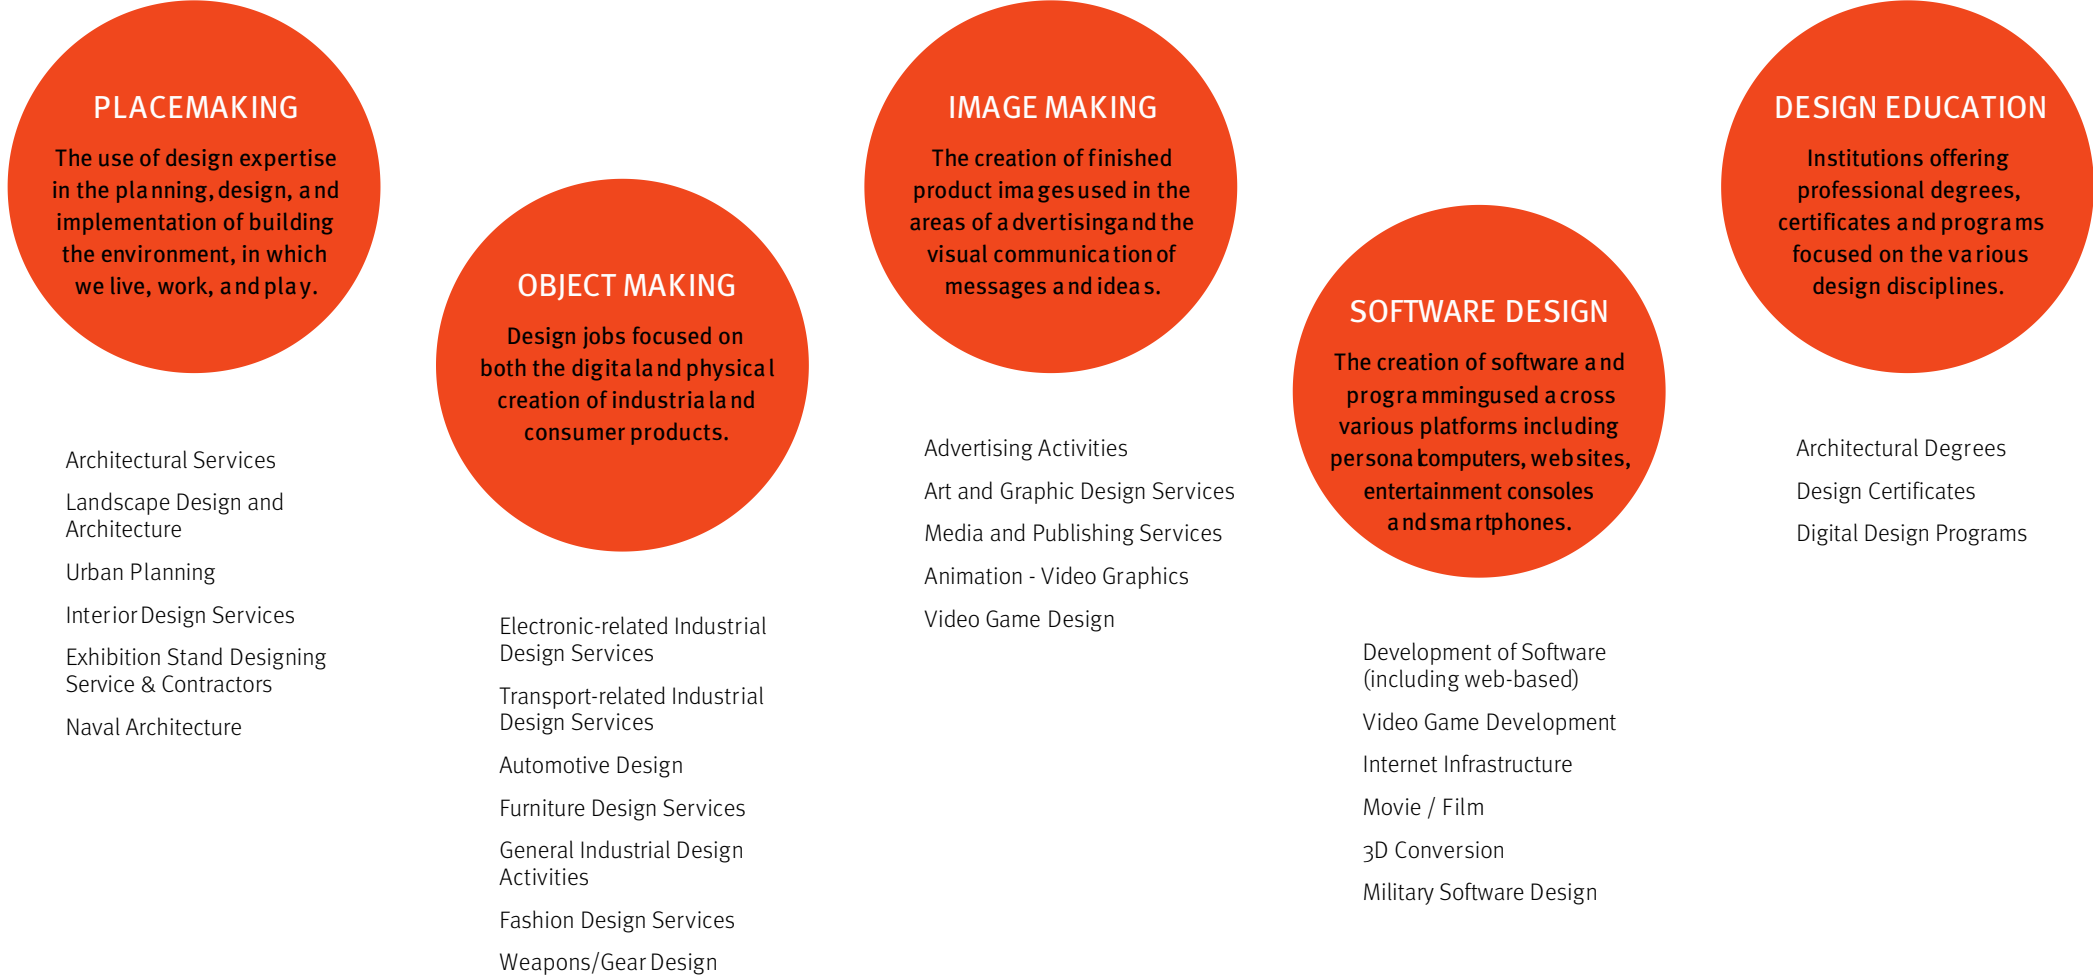 PLACEMAKING
The use of design expertise
in the planning, design, and
implementation of building
the environment, in which
we live, work, and play.
Architectural Services
Landscape Design and
Architecture
Urban Planning
Interior Design Services
Exhibition Stand Designing
Service & Contractors
Naval Architecture
OBJECT MAKING
Design jobs focused on
both the digital and physical
creation of industrial and
consumer products.
Electronic-related Industrial
Design Services
Transport-related Industrial
Design Services
Automotive Design
Furniture Design Services
General Industrial Design
Activities
Fashion Design Services
Weapons/Gear Design
IMAGE MAKING
The creation of finished
product images used in the
areas of advertising and the
visual communication of
messages and ideas.
Advertising Activities
Art and Graphic Design Services
Media and Publishing Services
Animation - Video Graphics
Video Game Design
SOFTWARE DESIGN
The creation of software and
programming used across
various platforms including
personal computers, websites,
entertainment consoles
and smartphones.
Development of Software
(including web-based)
Video Game Development
Internet Infrastructure
Movie / Film
3D Conversion
Military Software Design
DESIGN EDUCATION
Institutions offering
professional degrees,
certificates and programs
focused on the various
design disciplines.
Architectural Degrees
Design Certificates
Digital Design Programs